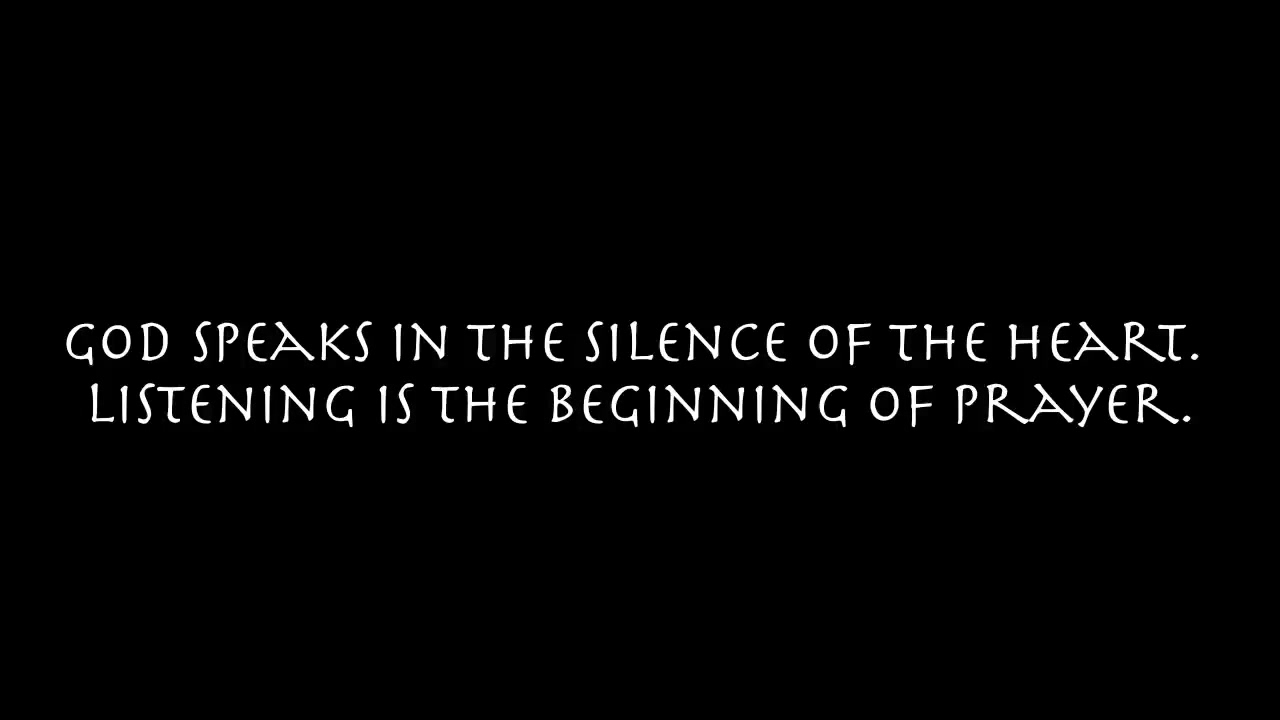 GOD SPEAKS IN THE SILENCE OF THE HEART.
LISTENING IS THE BEGINNING OF PRAYER.